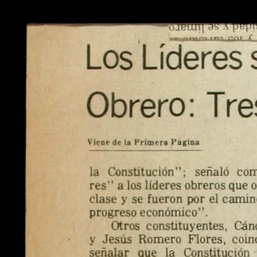 Los Líderes s
Obrero: Tres
Viene de la Primera Página
la Constitución"; señaló com
res" a los líderes obreros que o
clase y se fueron por el camin
progreso económico".
Otros constituyentes, Cán
y Jesús Romero Flores, coinc
señalar que la Constitución